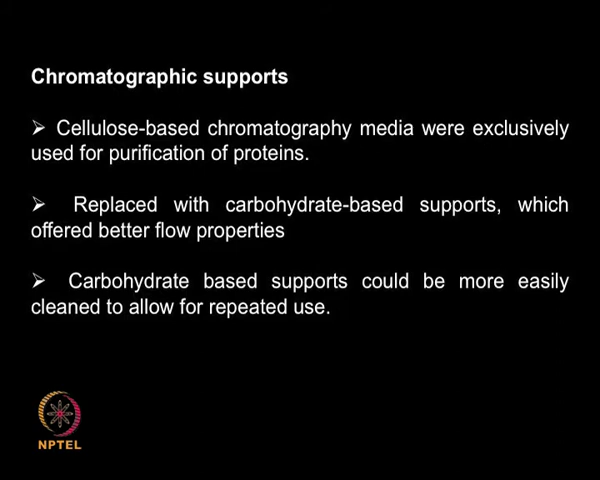 Chromatographic supports
➢ Cellulose-based chromatography media were exclusively
used for purification of proteins.
➢ Replaced with carbohydrate-based supports, which
offered better flow properties
➢ Carbohydrate based supports could be more easily
cleaned to allow for repeated use.
NPTEL